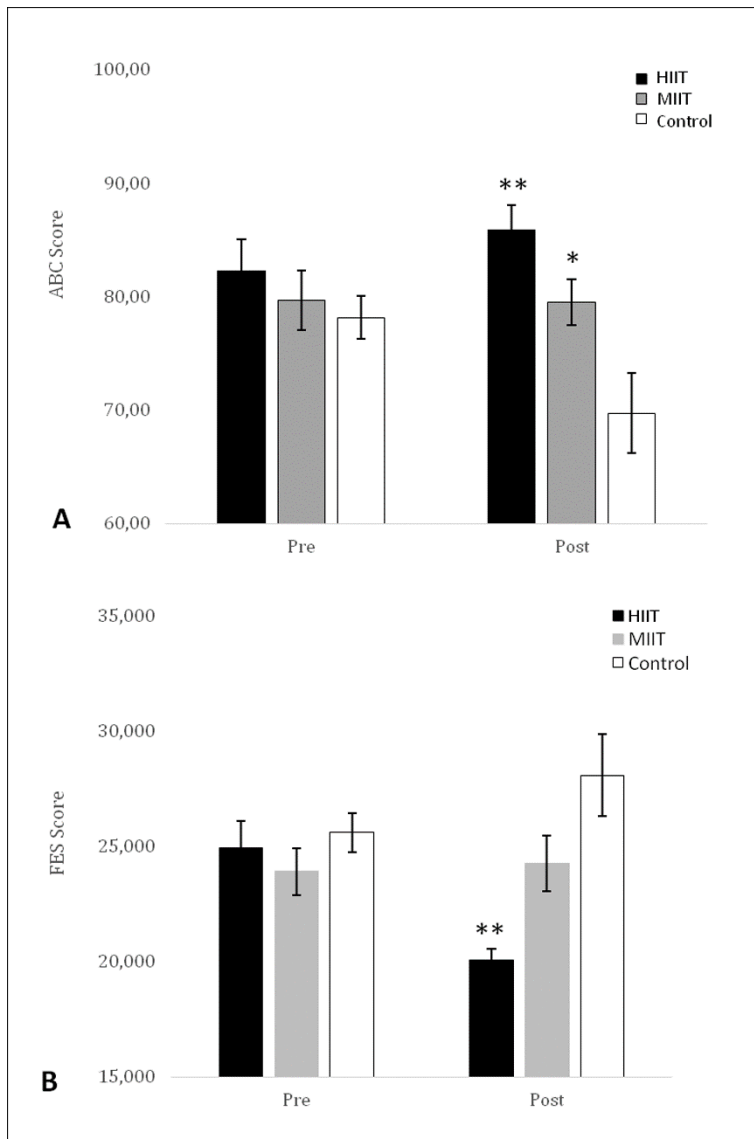 100,00
HIIT
MIIT
Control
90,00
**
*
80,00
70,00
60,00
ABC Score
A
Pre Post
35,000
HIIT
MIIT
Control
30,000
25,000
20,000
**
15,000
FES Score
B
Pre Post